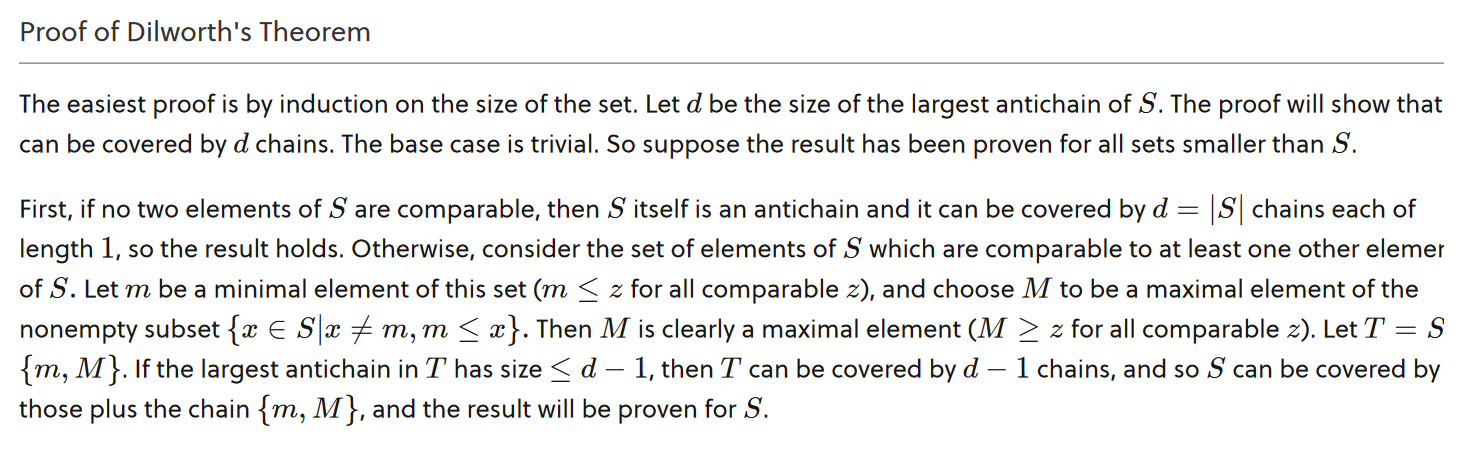 Proof of Dilworth's Theorem
The easiest proof is by induction on the size of the set. Let d be the size of the largest antichain of S. The proof will show that
can be covered by d chains. The base case is trivial. So suppose the result has been proven for all sets smaller than S.
First, if no two elements of S are comparable, then S itself is an antichain and it can be covered by d = |S| chains each of
length 1, so the result holds. Otherwise, consider the set of elements of S which are comparable to at least one other
of S. Let m be a minimal element of this set (m ≤ z for all comparable z), and choose M to be a maximal element of the
nonempty subset {x ∈ S|x ≠ m, m ≤ x}. Then M is clearly a maximal element (M ≥ z for all comparable z). Let T = S
{m, M}. If the largest antichain in T has size ≤ d − 1, then T can be covered by d − 1 chains, and so S can be covered by
those plus the chain {m, M}, and the result will be proven for S.